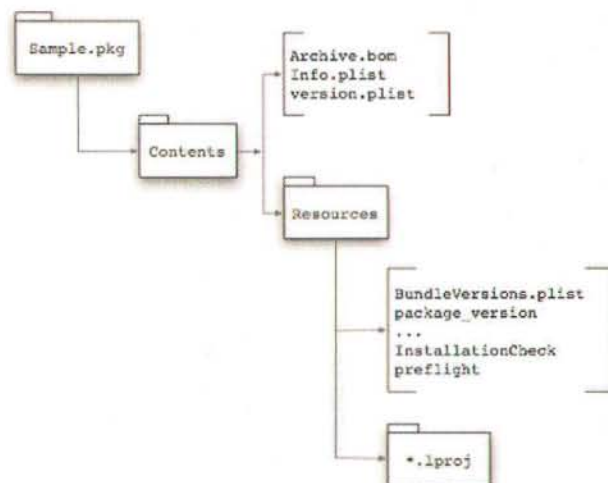 Sample.pkg
Archive.bom
Info.plist
version.plist
Contents
Resources
BundleVersions.plist
package_version
...
InstallationCheck
preflight
*.lproj